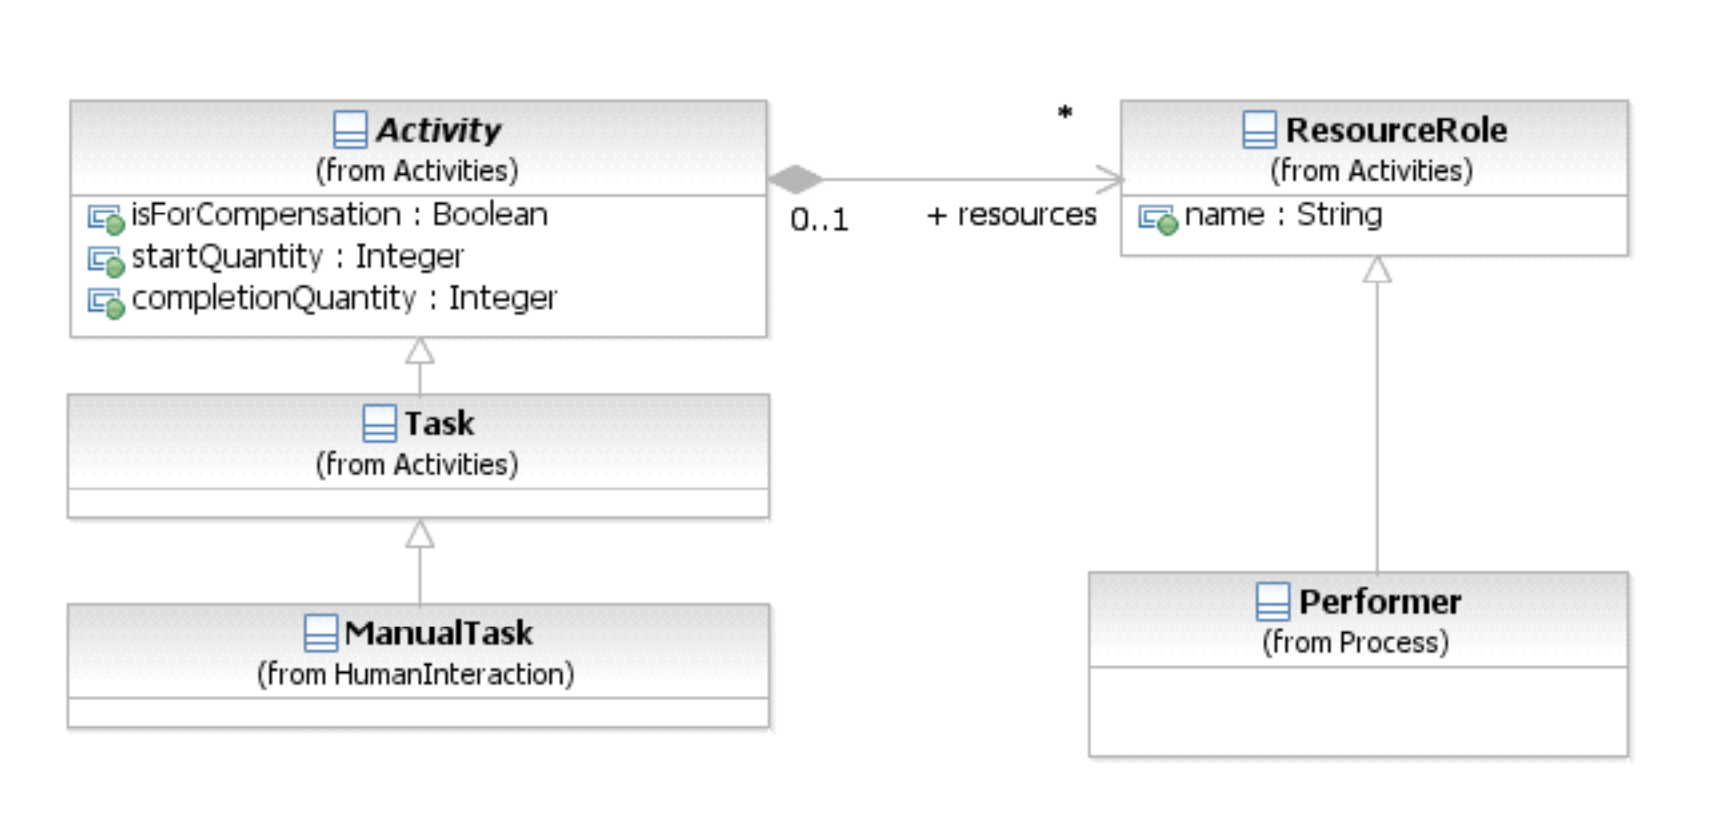 Activity
(from Activities)
isForCompensation : Boolean
startQuantity : Integer
completionQuantity : Integer
0..1
+ resources
*
ResourceRole
(from Activities)
name : String
Task
(from Activities)
ManualTask
(from HumanInteraction)
Performer
(from Process)